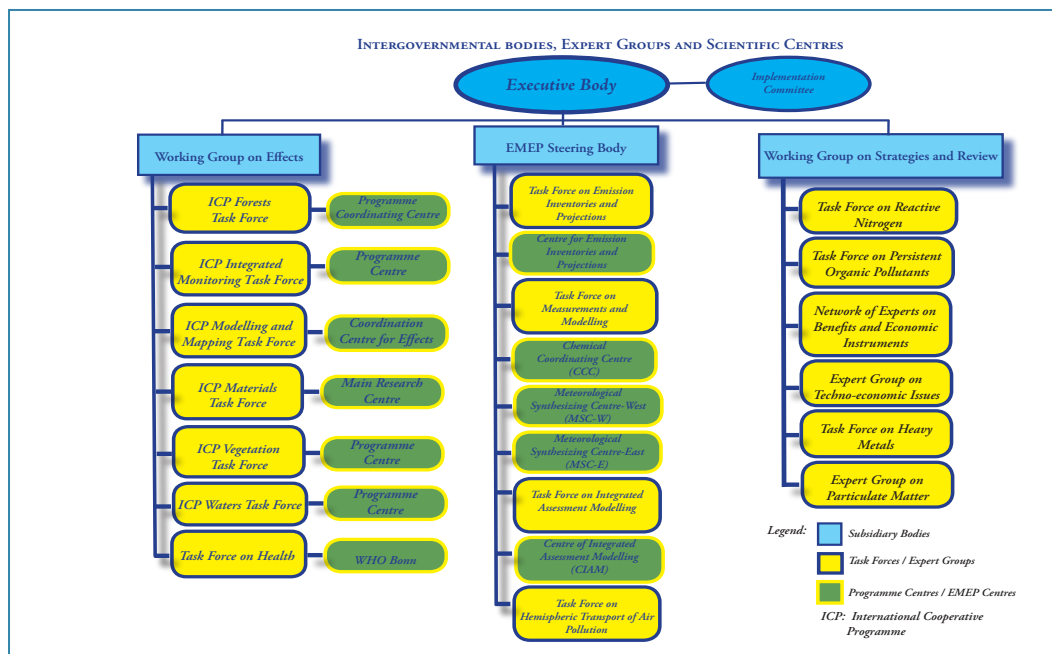 Intergovernmental bodies, Expert Groups and Scientific Centres
Executive Body
Implementation
Committee
Working Group on Effects
ICP Forests
Task Force
Programme
Coordinating Centre
ICP Integrated
Monitoring Task Force
Programme
Centre
ICP Modelling and
Mapping Task Force
Coordination
Centre for Effects
ICP Materials
Task Force
Main Research
Centre
ICP Vegetation
Task Force
Programme
Centre
ICP Waters Task Force
Programme
Centre
Task Force on Health
WHO Bonn
EMEP Steering Body
Task Force on Emission
Inventories and
Projections
Centre for Emission
Inventories and
Projections
Task Force on
Measurements and
Modelling
Chemical
Coordinating Centre
(CCC)
Meteorological
Synthesizing Centre-West
(MSC-W)
Meteorological
Synthesizing Centre-East
(MSC-E)
Task Force on Integrated
Assessment Modelling
Centre of Integrated
Assessment Modelling
(CIAM)
Task Force on
Hemispheric Transport of Air
Pollution
Working Group on Strategies and Review
Task Force on Reactive
Nitrogen
Task Force on Persistent
Organic Pollutants
Network of Experts on
Benefits and Economic
Instruments
Expert Group on
Techno-economic Issues
Task Force on Heavy
Metals
Expert Group on
Particulate Matter
Legend:
Subsidiary Bodies
Task Forces / Expert Groups
Programme Centres / EMEP Centres
ICP: International Cooperative
Programme